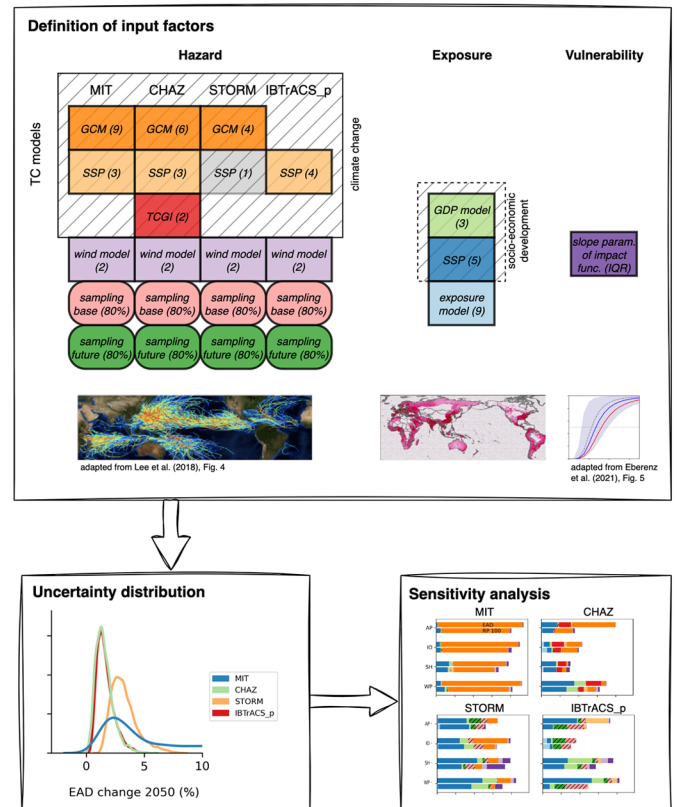 Definition of input factors
Hazard
Exposure
Vulnerability
MIT
CHAZ
STORM
IBTrACS_p
TC models
climate change
GCM (9)
GCM (6)
GCM (4)
SSP (3)
SSP (3)
SSP (1)
SSP (4)
TCGI (2)
wind model
(2)
wind model
(2)
wind model
(2)
wind model
(2)
sampling
base (80%)
sampling
base (80%)
sampling
base (80%)
sampling
base (80%)
sampling
future (80%)
sampling
future (80%)
sampling
future (80%)
sampling
future (80%)
GDP model
(3)
SSP (5)
exposure
model (9)
socio-economic
development
slope param.
of impact
func. (IQR)
adapted from Lee et al. (2018), Fig. 4
adapted from Eberenz
et al. (2021), Fig. 5
Uncertainty distribution
MIT
CHAZ
STORM
IBTrACS_p
0
5
10
EAD change 2050 (%)
Sensitivity analysis
MIT
CHAZ
AP
IO
SH
WP
EAD
RP 100
STORM
IBTrACS_p
AP
IO
SH
WP